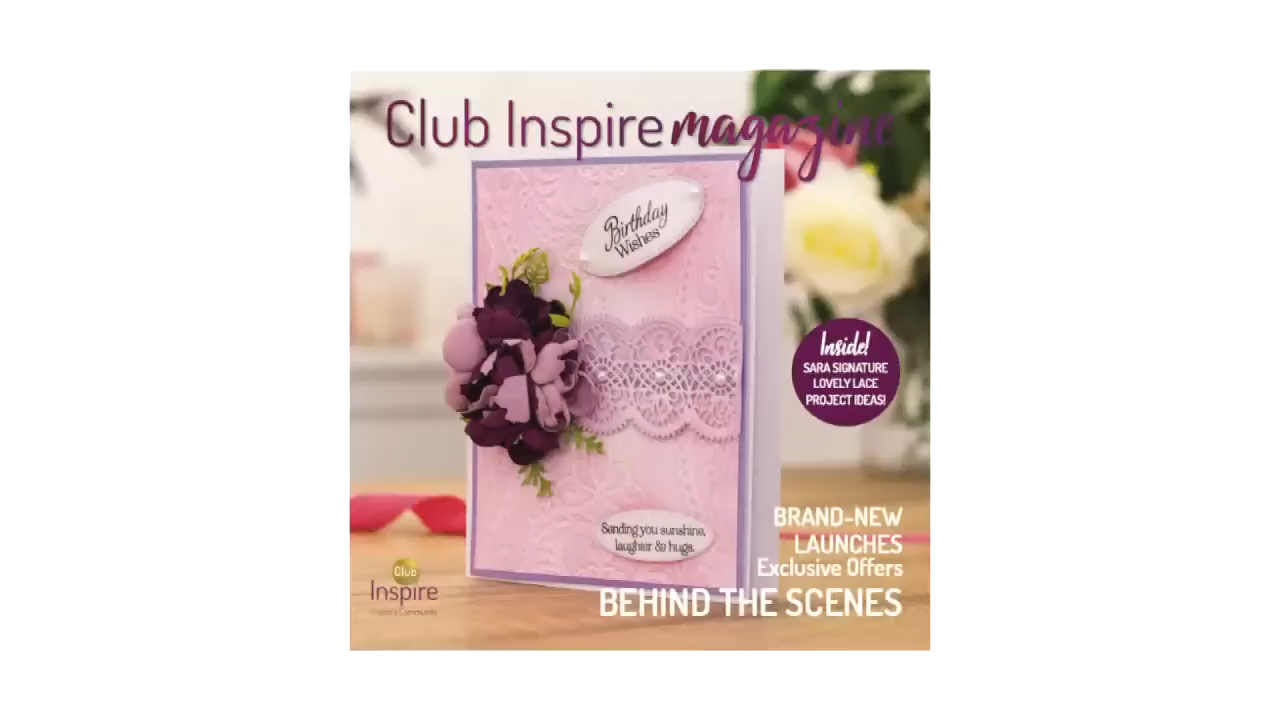 Club Inspire magazine
Birthday
Wishes
Inside!
SARA SIGNATURE
LOVELY LACE
PROJECT IDEAS!
Sending you sunshine,
laughter & hugs.
BRAND-NEW
LAUNCHES
Exclusive Offers
BEHIND THE SCENES
Club
Inspire